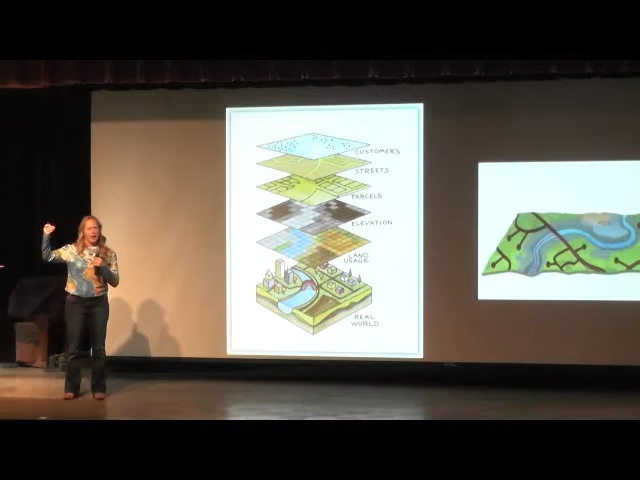 CUSTOMERS
STREETS
PARCELS
ELEVATION
LAND
USAGE
REAL
WORLD